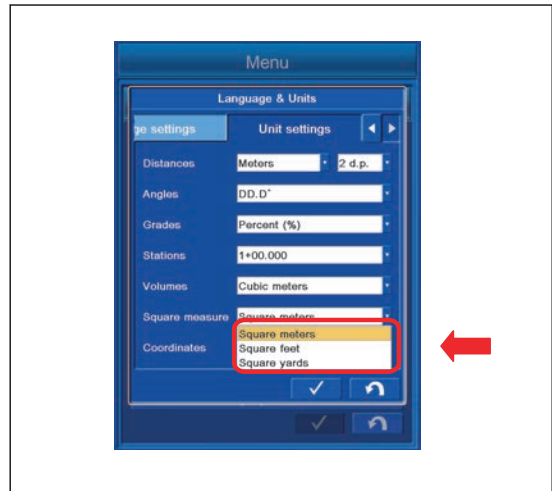 Menu
Language & Units
ge settings Unit settings
Distances Meters 2 d.p.
Angles DD.D°
Grades Percent (%)
Stations 1+00.000
Volumes Cubic meters
Square measure Square meters
Square meters
Square feet
Coordinates
Square yards